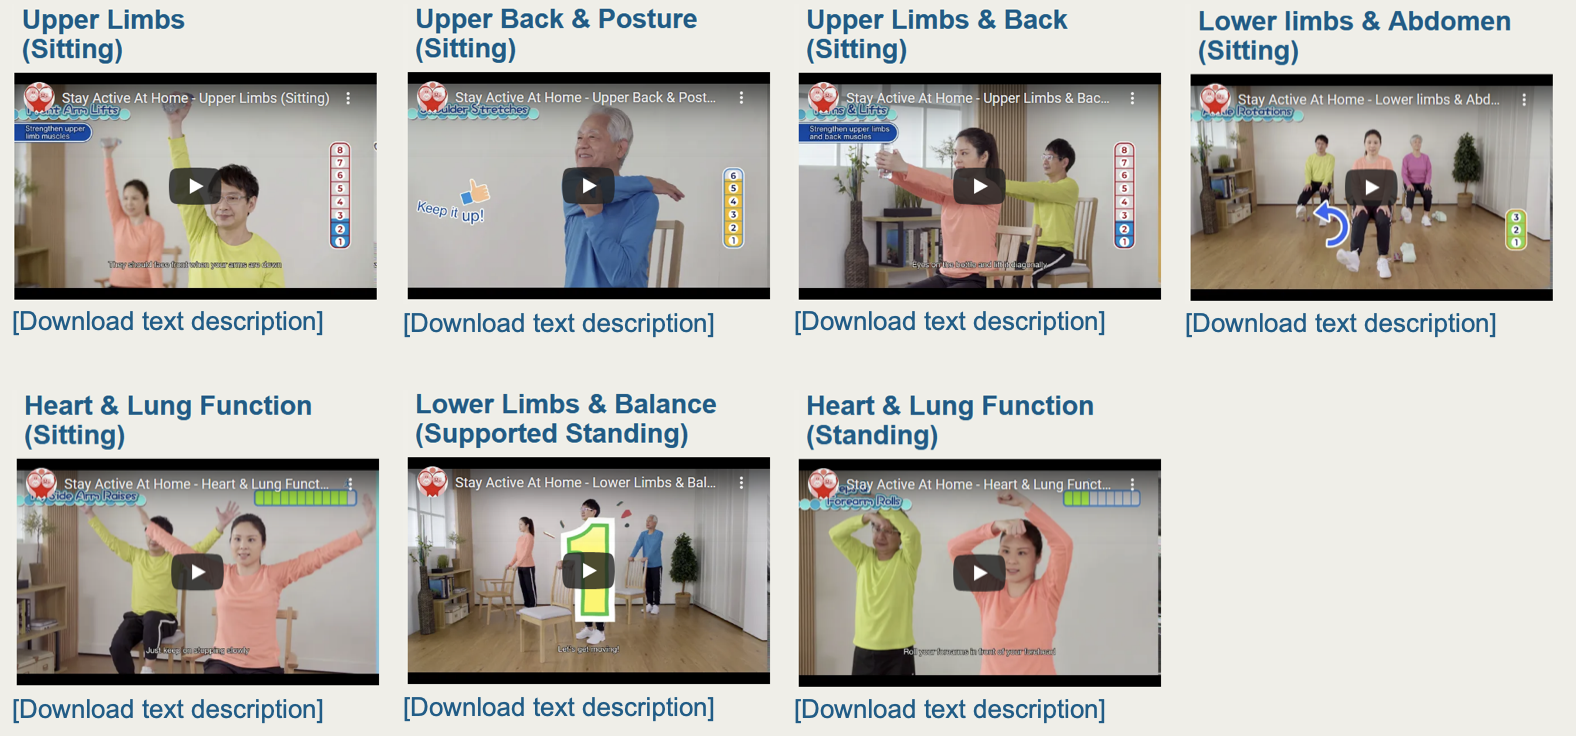 Upper Limbs
(Sitting)
Upper Back & Posture
(Sitting)
Upper Limbs & Back
(Sitting)
Lower limbs & Abdomen
(Sitting)
Stay Active At Home - Upper Limbs (Sitting)
Arm Lifts
Strengthen upper
limb muscles
8
7
6
5
4
3
2
1
They should face front when your arms are down
Stay Active At Home - Upper Back & Post...
Shoulder Stretches
Keep it up!
6
5
4
3
2
1
Stay Active At Home - Upper Limbs & Bac...
& Lifts
Strengthen upper limbs
and back muscles
8
7
6
5
4
3
2
1
Eyes on the bottle and lift it diagonally
Stay Active At Home - Lower limbs & Abd...
Rotations
3
2
1
[Download text description]
[Download text description]
[Download text description]
[Download text description]
Heart & Lung Function
(Sitting)
Lower Limbs & Balance
(Supported Standing)
Heart & Lung Function
(Standing)
Stay Active At Home - Heart & Lung Funct...
Side Arm Raises
Just keep on stepping slowly
Stay Active At Home - Lower Limbs & Bal...
1
Let's get moving!
Stay Active At Home - Heart & Lung Funct...
Forearm Rolls
Roll your forearms in front of your forehead
[Download text description]
[Download text description]
[Download text description]